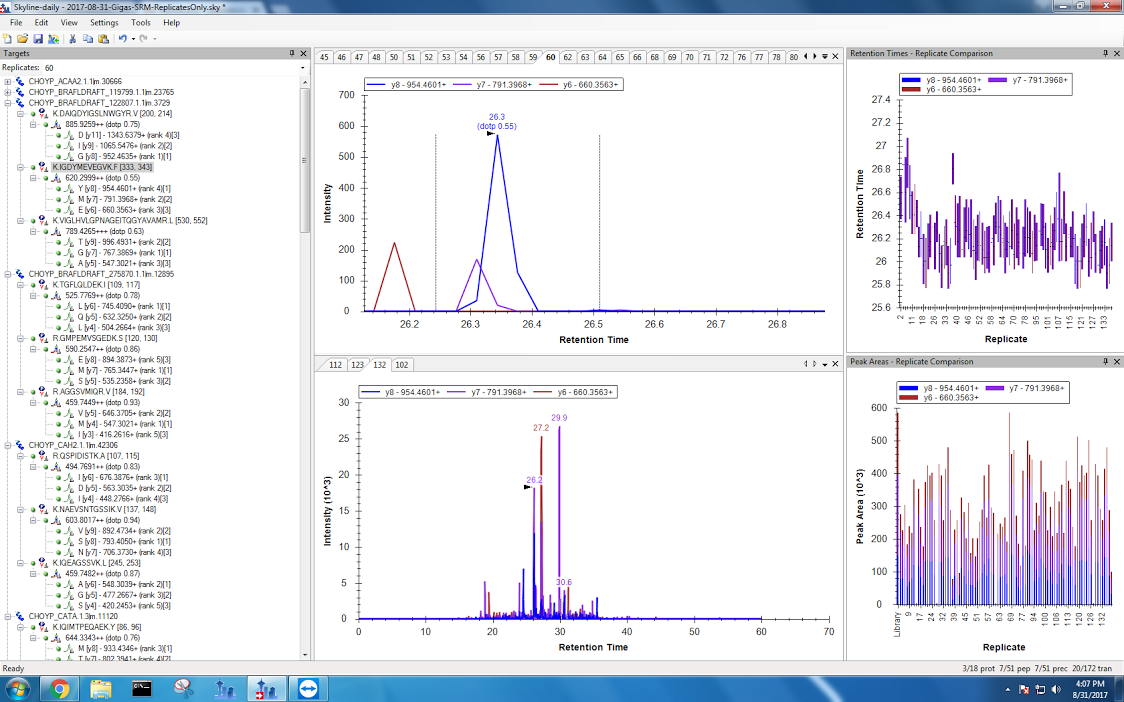 Skyline-daily - 2017-08-31-Gigas-SRM-ReplicatesOnly.sky *
File Edit View Settings Tools Help
Targets
Replicates: 60
CHOYP_ACAA2.1.1|m.30666
CHOYP_BRAFLDRAFT_119799.1.1|m.23765
CHOYP_BRAFLDRAFT_122807.1.1|m.3729
K.DAIQDYIGSLNWGYR.V [200, 214]
885.9259++ (dotp 0.75)
D [y11] - 1343.6379+ (rank 4)[3]
I [y9] - 1065.5476+ (rank 2)[2]
G [y8] - 952.4635+ (rank 1)[1]
K.IGDYMEVEGVK.F [333, 343]
620.2999++ (dotp 0.55)
Y [y8] - 954.4601+ (rank 4)[1]
M [y7] - 791.3968+ (rank 2)[2]
E [y6] - 660.3563+ (rank 3)[3]
K.VIGLHVLGPNAGEITQGYAVAMR.L [530, 552]
789.4265+++ (dotp 0.63)
T [y9] - 996.4931+ (rank 2)[2]
G [y7] - 767.3869+ (rank 1)[1]
A [y5] - 547.3021+ (rank 3)[3]
CHOYP_BRAFLDRAFT_275870.1.1|m.12895
K.TGFLQLDEK.I [109, 117]
525.7769++ (dotp 0.78)
L [y6] - 745.4090+ (rank 1)[1]
Q [y5] - 632.3250+ (rank 2)[2]
L [y4] - 504.2664+ (rank 3)[3]
R.GMPEMVSGEDK.S [120, 130]
590.2547++ (dotp 0.86)
E [y8] - 894.3873+ (rank 5)[3]
M [y7] - 765.3447+ (rank 1)[1]
S [y5] - 535.2358+ (rank 3)[2]
R.AGGSVMIQR.V [184, 192]
459.7449++ (dotp 0.93)
V [y5] - 646.3705+ (rank 2)[2]
M [y4] - 547.3021+ (rank 1)[1]
I [y3] - 416.2616+ (rank 5)[3]
CHOYP_CAH2.1.1|m.42306
R.QSPIDISTK.A [107, 115]
494.7691++ (dotp 0.83)
I [y6] - 676.3876+ (rank 3)[1]
D [y5] - 563.3035+ (rank 2)[2]
I [y4] - 448.2766+ (rank 4)[3]
K.NAEVSNTGSSIK.V [137, 148]
603.8017++ (dotp 0.94)
V [y9] - 892.4734+ (rank 2)[2]
S [y8] - 793.4050+ (rank 1)[1]
N [y7] - 706.3730+ (rank 4)[3]
K.IQEAGSSVK.L [245, 253]
459.7482++ (dotp 0.87)
A [y6] - 548.3039+ (rank 2)[1]
G [y5] - 477.2667+ (rank 3)[2]
S [y4] - 420.2453+ (rank 5)[3]
CHOYP_CATA.1.3|m.11120
K.IQIMTPEQAEK.Y [86, 96]
644.3343++ (dotp 0.76)
M [y8] - 933.4346+ (rank 3)[1]
T [y7] - 802.3941+ (rank 4)[2]
45 46 47 48 50 51 52 53 54 55 56 57 58 59 60 62 63 64 65 66 68 69 70 71 72 74 76 77 78 80
y8 - 954.4601+ y7 - 791.3968+ y6 - 660.3563+
700
600
500
400
300
200
100
0
Intensity
26.3
(dotp 0.55)
26.2 26.3 26.4 26.5 26.6 26.7 26.8
Retention Time
112 123 132 102
y8 - 954.4601+ y7 - 791.3968+ y6 - 660.3563+
30
25
20
15
10
5
0
Intensity (10^3)
29.9
27.2
26.2
30.6
0 10 20 30 40 50 60 70
Retention Time
Retention Times - Replicate Comparison
y8 - 954.4601+ y7 - 791.3968+
y6 - 660.3563+
27.4
27.2
27
26.8
26.6
26.4
26.2
26
25.8
25.6
Retention Time
2 11 18 26 33 40 46 52 58 64 70 78 85 95 101 107 115 121 127 133
Replicate
Peak Areas - Replicate Comparison
y8 - 954.4601+ y7 - 791.3968+
y6 - 660.3563+
600
500
400
300
200
100
0
Peak Area (10^3)
Library 9 17 24 32 39 45 51 57 63 69 77 84 94 100 106 113 120 126 132
Replicate
Ready
3/18 prot 7/51 pep 7/51 prec 20/172 tran
4:07 PM
8/31/2017